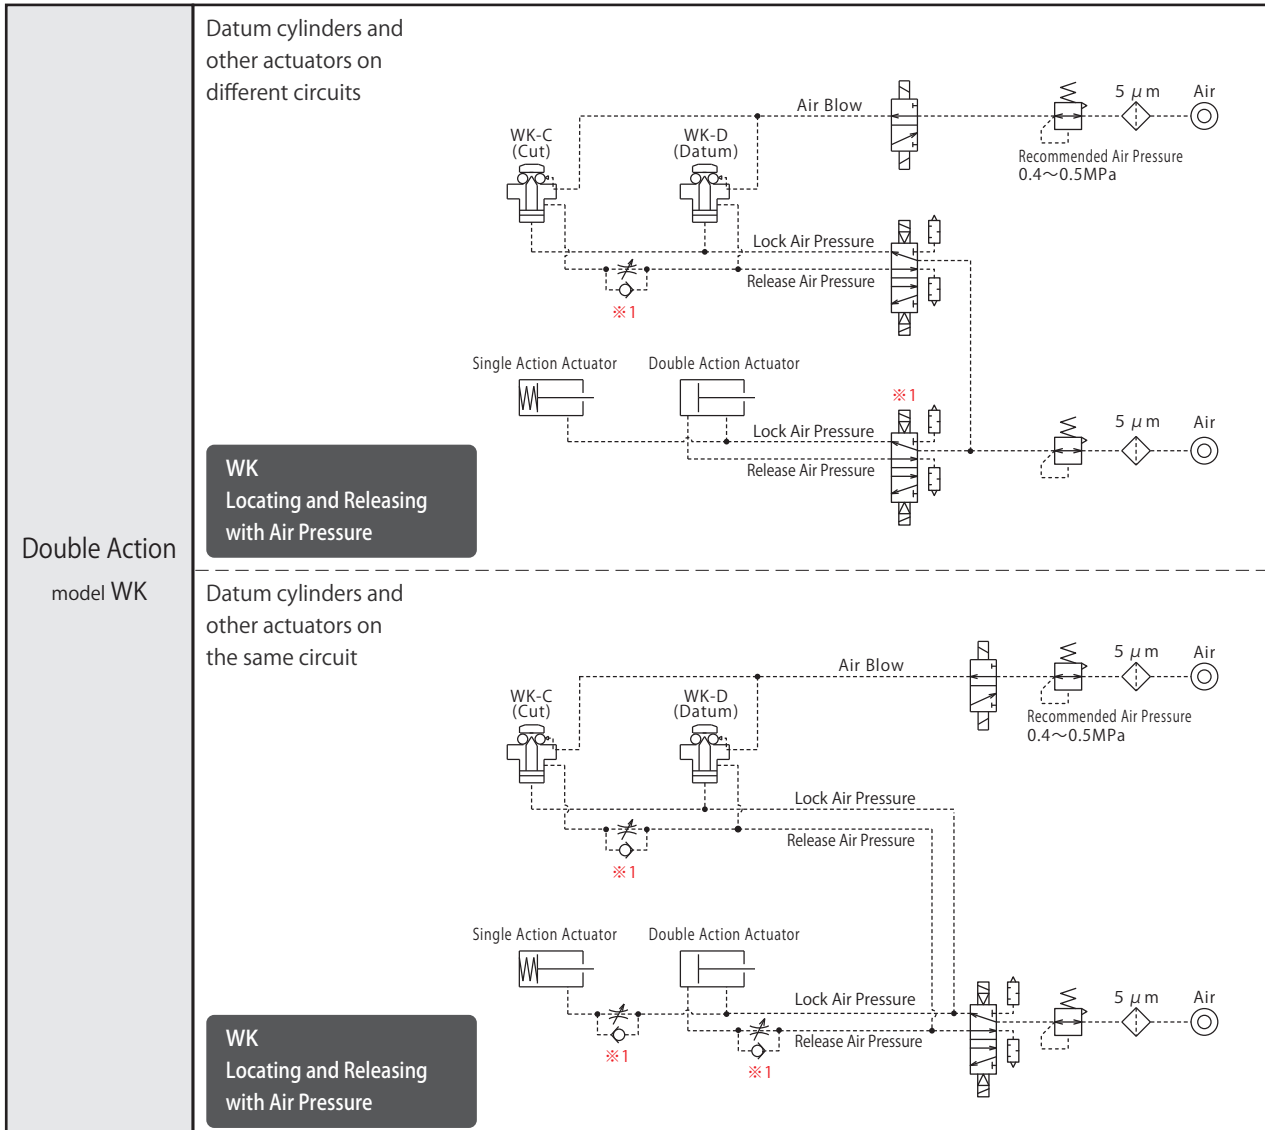 Double Action
model WK
Datum cylinders and
other actuators on
different circuits
Air Blow
5 μm
Air
WK-C
(Cut)
WK-D
(Datum)
Recommended Air Pressure
0.4～0.5MPa
Lock Air Pressure
Release Air Pressure
※1
Single Action Actuator
Double Action Actuator
※1
Lock Air Pressure
Release Air Pressure
5 μm
Air
WK
Locating and Releasing
with Air Pressure
Datum cylinders and
other actuators on
the same circuit
Air Blow
5 μm
Air
WK-C
(Cut)
WK-D
(Datum)
Recommended Air Pressure
0.4～0.5MPa
Lock Air Pressure
Release Air Pressure
※1
Single Action Actuator
Double Action Actuator
Lock Air Pressure
Release Air Pressure
※1
※1
5 μm
Air
WK
Locating and Releasing
with Air Pressure